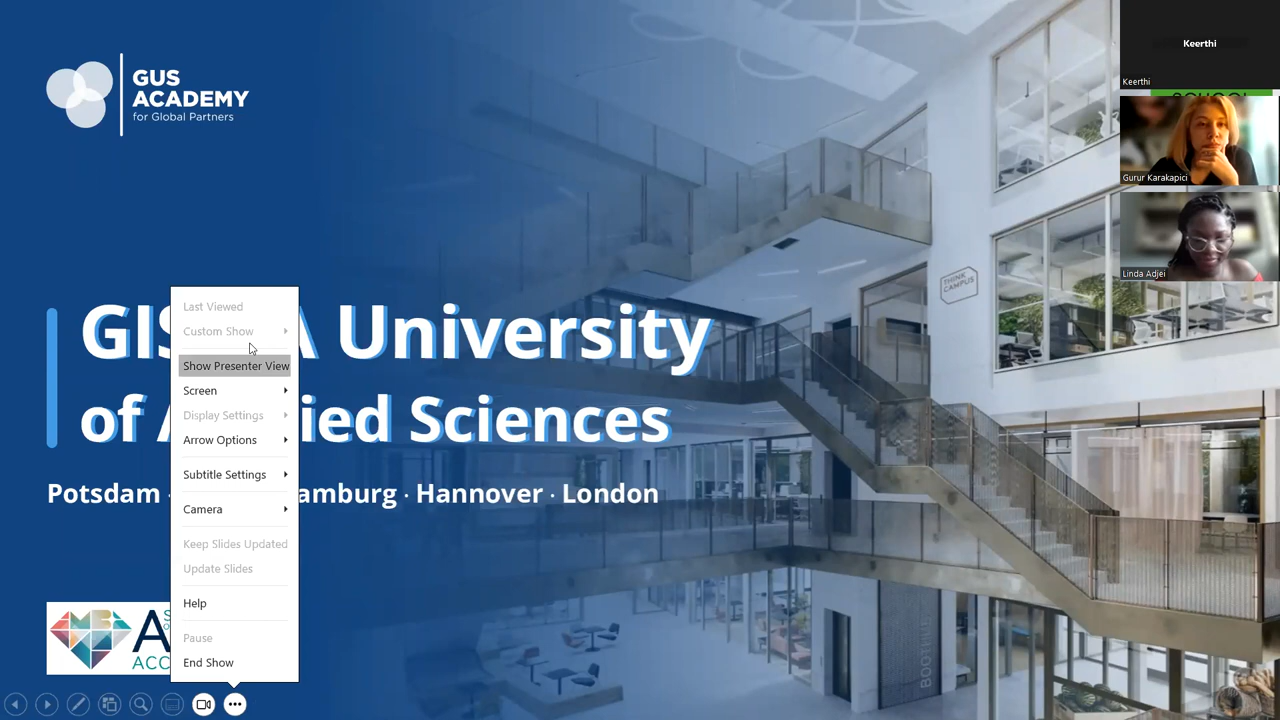 GUS
ACADEMY
for Global Partners
Keerthi
Keerthi
Gurur Karakapici
Linda Adjei
THINK
CAMPUS
University
of A ied Sciences
Potsdam · amburg · Hannover · London
Last Viewed
Custom Show
Show Presenter View
Screen
Display Settings
Arrow Options
Subtitle Settings
Camera
Keep Slides Updated
Update Slides
Help
Pause
End Show
BOOTHILL
A
ACC